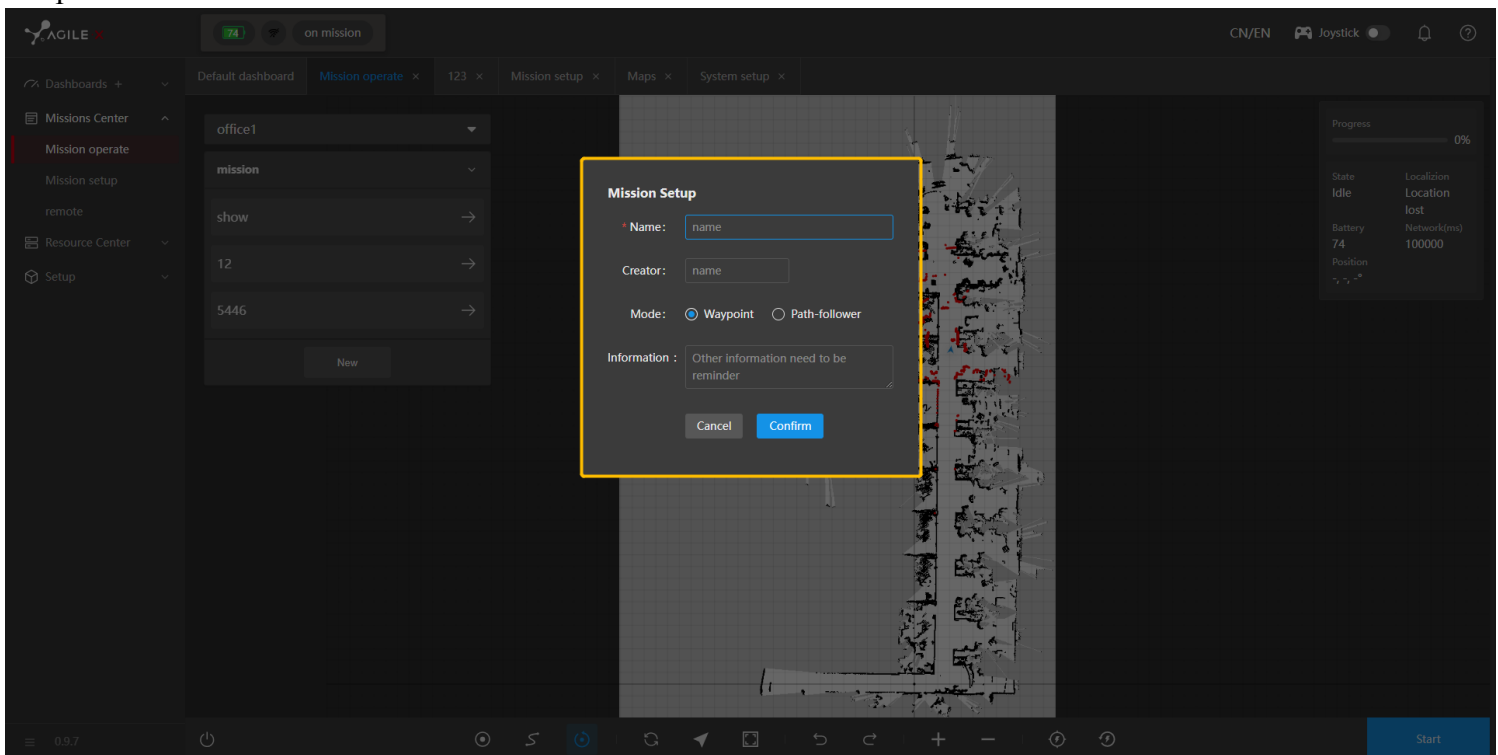 AGILE
74
on mission
CN/EN
Joystick
Dashboards +
Default dashboard
Mission operate ×
123 ×
Mission setup ×
Maps ×
System setup ×
Missions Center
Mission operate
Mission setup
remote
Resource Center
Setup
office1
mission
show
12
5446
New
Mission Setup
* Name: name
Creator: name
Mode: Waypoint Path-follower
Information : Other information need to be
reminder
Cancel Confirm
Progress
0%
State Localizion
Idle Location
lost
Battery Network(ms)
74 100000
Position
-, -, -°
0.9.7
Start